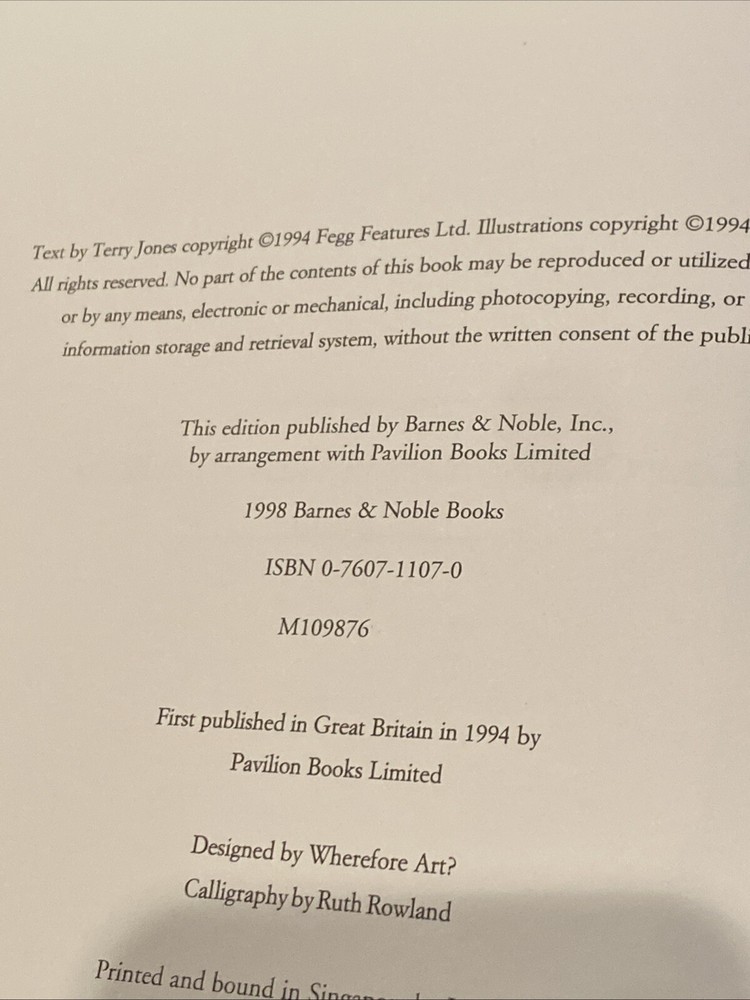 Text by Terry Jones copyright ©1994 Fegg Features Ltd. Illustrations copyright ©1994
All rights reserved. No part of the contents of this book may be reproduced or utilized
or by any means, electronic or mechanical, including photocopying, recording, or
information storage and retrieval system, without the written consent of the
This edition published by Barnes & Noble, Inc.,
by arrangement with Pavilion Books Limited
1998 Barnes & Noble Books
ISBN 0-7607-1107-0
M109876
First published in Great Britain in 1994 by
Pavilion Books Limited
Designed by Wherefore Art?
Calligraphy by Ruth Rowland
Printed and bound in